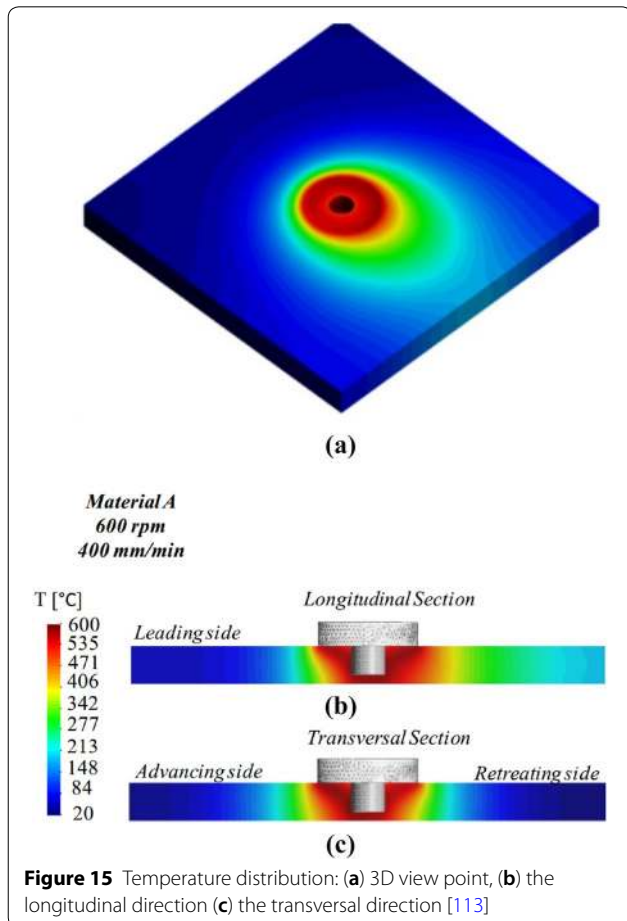 (a)
Material A
600 rpm
400 mm/min
T [°C]
600
535
471
406
342
277
213
148
84
20
Longitudinal Section
Leading side
(b)
Transversal Section
Advancing side
Retreating side
(c)
Figure 15 Temperature distribution: (a) 3D view point, (b) the
longitudinal direction (c) the transversal direction [113]